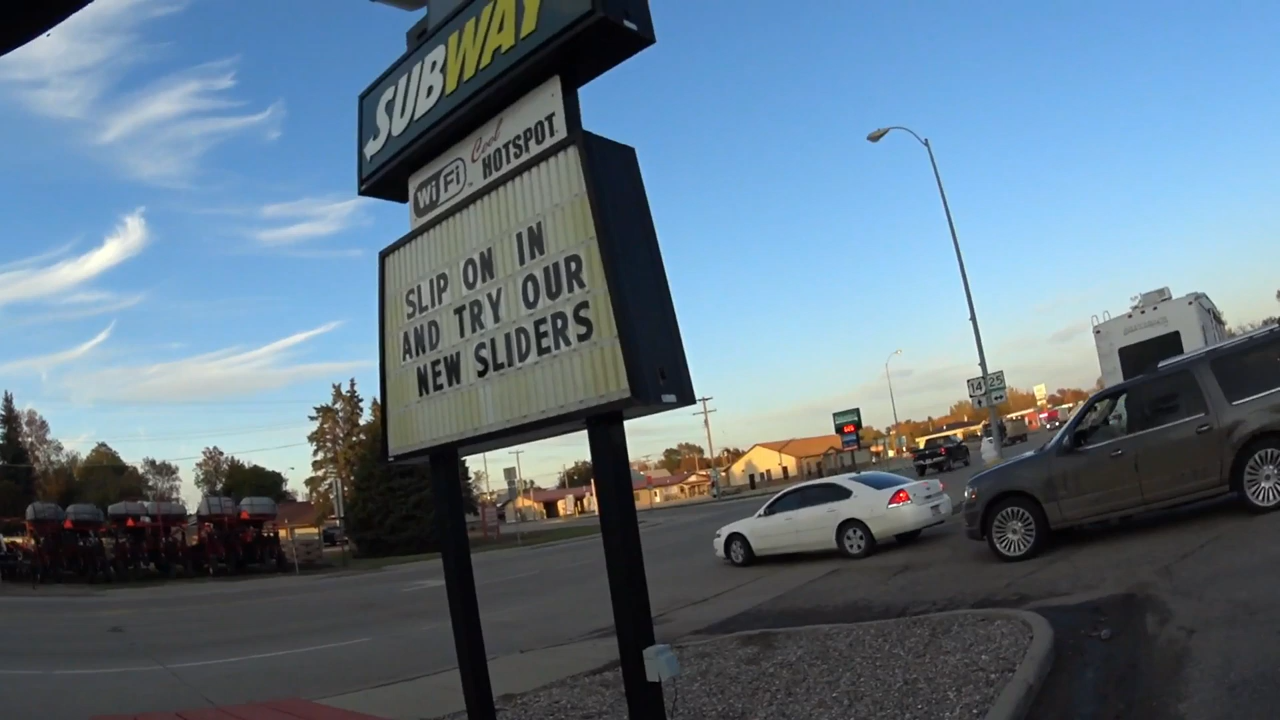 SUBWAY
WiFi
Cool
HOTSPOT
SLIP ON IN
AND TRY OUR
NEW SLIDERS
14
25